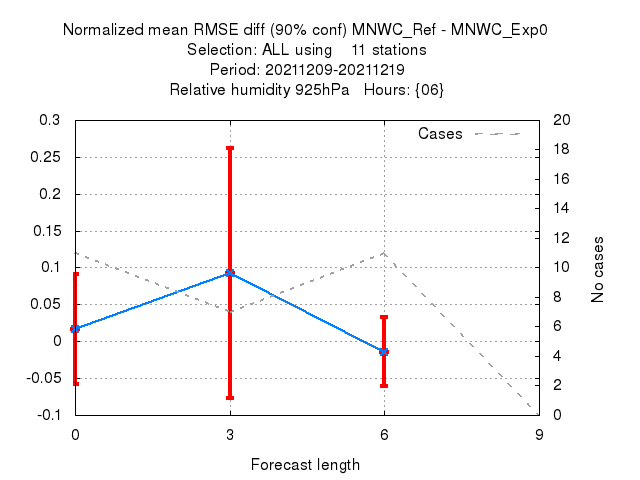 Normalized mean RMSE diff (90% conf) MNWC_Ref - MNWC_Exp0
Selection: ALL using    11 stations
Period: 20211209-20211219
Relative humidity 925hPa   Hours: {06}
Cases
0.3
0.25
0.2
0.15
0.1
0.05
0
-0.05
-0.1
20
18
16
14
12
10
8
6
4
2
0
No cases
0 3 6 9
Forecast length